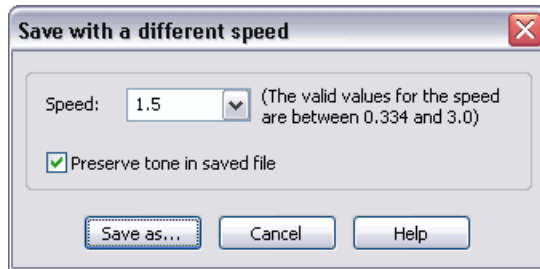 Save with a different speed
Speed: 1.5 (The valid values for the speed
are between 0.334 and 3.0)
Preserve tone in saved file
Save as... Cancel Help